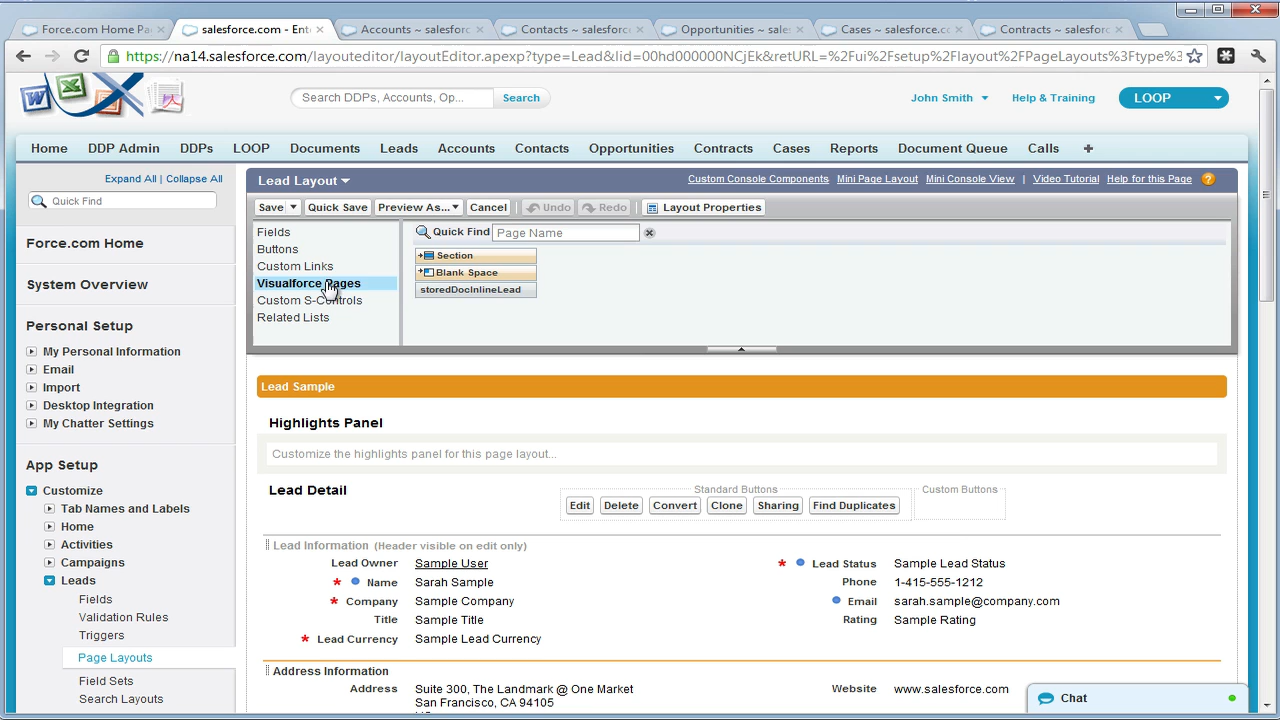 Force.com Home Pa
salesforce.com - Ent
Accounts ~ salesfor
Contacts ~ salesforce
Opportunities ~ sale
Cases ~ salesforce.c
Contracts ~ salesforc
https://na14.salesforce.com/layouteditor/layoutEditor.apexp?type=Lead&lid=00hd000000NCjEk&retURL=%2Fui%2Fsetup%2Flayout%2FPageLayouts%3Ftype%3
Search DDPs, Accounts, Op...
Search
John Smith
Help & Training
LOOP
Home DDP Admin DDPs LOOP Documents Leads Accounts Contacts Opportunities Contracts Cases Reports Document Queue Calls +
Expand All | Collapse All
Quick Find
Force.com Home
System Overview
Personal Setup
My Personal Information
Email
Import
Desktop Integration
My Chatter Settings
App Setup
Customize
Tab Names and Labels
Home
Activities
Campaigns
Leads
Fields
Validation Rules
Triggers
Page Layouts
Field Sets
Search Layouts
Lead Layout
Custom Console Components Mini Page Layout Mini Console View | Video Tutorial Help for this Page ?
Save Quick Save Preview As... Cancel Undo Redo Layout Properties
Fields
Buttons
Custom Links
Visualforce Pages
Custom S-Controls
Related Lists
Quick Find Page Name
Section
Blank Space
storedDocInlineLead
Lead Sample
Highlights Panel
Customize the highlights panel for this page layout...
Lead Detail
Standard Buttons
Edit Delete Convert Clone Sharing Find Duplicates
Custom Buttons
Lead Information (Header visible on edit only)
Lead Owner Sample User
* Name Sarah Sample
* Company Sample Company
Title Sample Title
* Lead Currency Sample Lead Currency
* Lead Status Sample Lead Status
Phone 1-415-555-1212
Email sarah.sample@company.com
Rating Sample Rating
Address Information
Address Suite 300, The Landmark @ One Market
San Francisco, CA 94105
Website www.salesforce.com
Chat